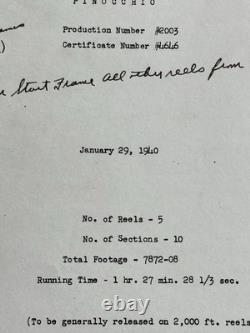 PINOCCHIO
Production Number #2003
Certificate Number #4646
)
Start Frame all thy reels from
January 29, 1940
No. of Reels - 5
No. of Sections - 10
Total Footage - 7872-08
Running Time - 1 hr. 27 min. 28 1/3 sec.
(To be generally released on 2,000 ft. reels
ebay